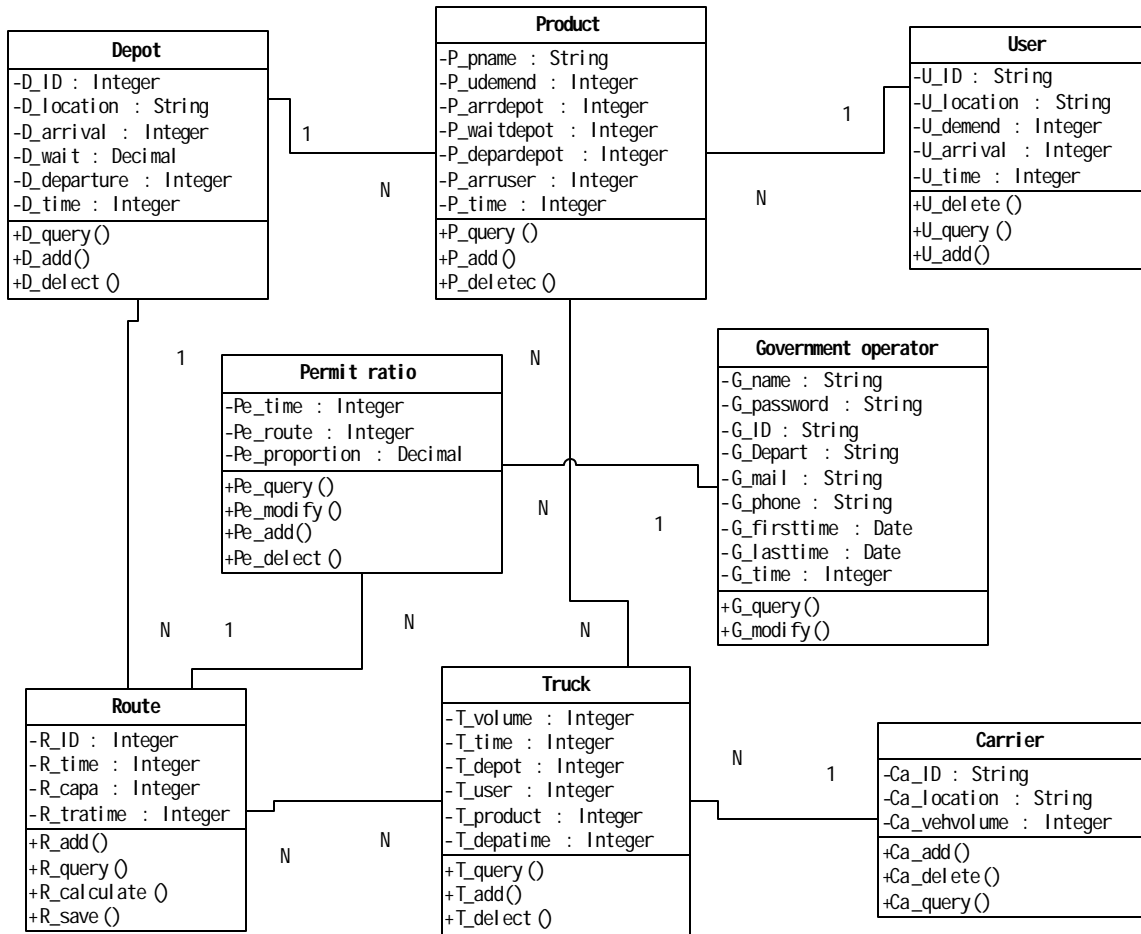 Depot
-D_ID : Integer
-D_location : String
-D_arrival : Integer
-D_wait : Decimal
-D_departure : Integer
-D_time : Integer
+D_query()
+D_add()
+D_delect()
1
N
Product
-P_pname : String
-P_udemend : Integer
-P_arrdepot : Integer
-P_waitdepot : Integer
-P_depardepot : Integer
-P_arruser : Integer
-P_time : Integer
+P_query()
+P_add()
+P_deletec()
1
N
User
-U_ID : String
-U_location : String
-U_demend : Integer
-U_arrival : Integer
-U_time : Integer
+U_delete()
+U_query()
+U_add()
1
N
Permit ratio
-Pe_time : Integer
-Pe_route : Integer
-Pe_proportion : Decimal
+Pe_query()
+Pe_modify()
+Pe_add()
+Pe_delect()
N
1
Government operator
-G_name : String
-G_password : String
-G_ID : String
-G_Depart : String
-G_mail : String
-G_phone : String
-G_firsttime : Date
-G_lasttime : Date
-G_time : Integer
+G_query()
+G_modify()
N
1
N
N
Route
-R_ID : Integer
-R_time : Integer
-R_capa : Integer
-R_tratime : Integer
+R_add()
+R_query()
+R_calculate()
+R_save()
N
N
Truck
-T_volume : Integer
-T_time : Integer
-T_depot : Integer
-T_user : Integer
-T_product : Integer
-T_depatime : Integer
+T_query()
+T_add()
+T_delect()
N
1
Carrier
-Ca_ID : String
-Ca_location : String
-Ca_vehvolume : Integer
+Ca_add()
+Ca_delete()
+Ca_query()